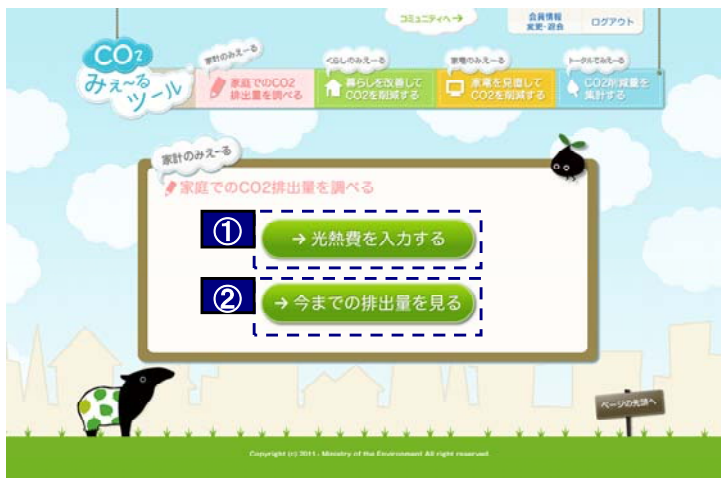 コミュニティへ→
会員情報
変更・退会
ログアウト
CO2
みえ~る
ツール
家計のみえ~る
家庭でのCO2
排出量を調べる
くらしのみえ~る
暮らしを改善して
CO2を削減する
家電のみえ~る
家電を見直して
CO2を削減する
トータルでみえ~る
CO2削減量を
集計する
家計のみえ~る
家庭でのCO2排出量を調べる
① →光熱費を入力する
② →今までの排出量を見る
ページの先頭へ
Copyright (c) 2011 - Ministry of the Environment All right reserved.